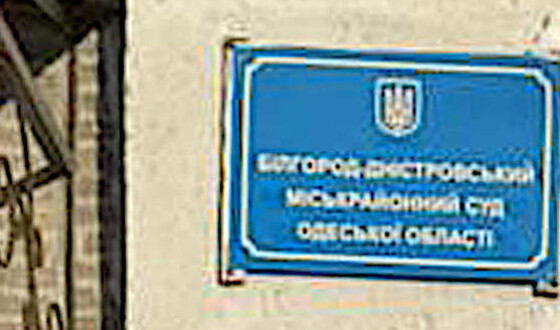 БІЛГОРОД-ДНІСТРОВСЬКИЙ
МІСЬКРАЙОННИЙ СУД
ОДЕСЬКОЇ ОБЛАСТІ